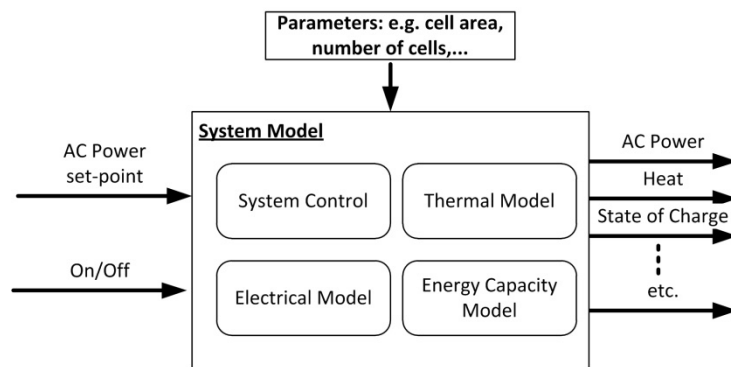 Parameters: e.g. cell area,
number of cells,...
System Model
AC Power
set-point
On/Off
System Control
Thermal Model
Electrical Model
Energy Capacity
Model
AC Power
Heat
State of Charge
etc.